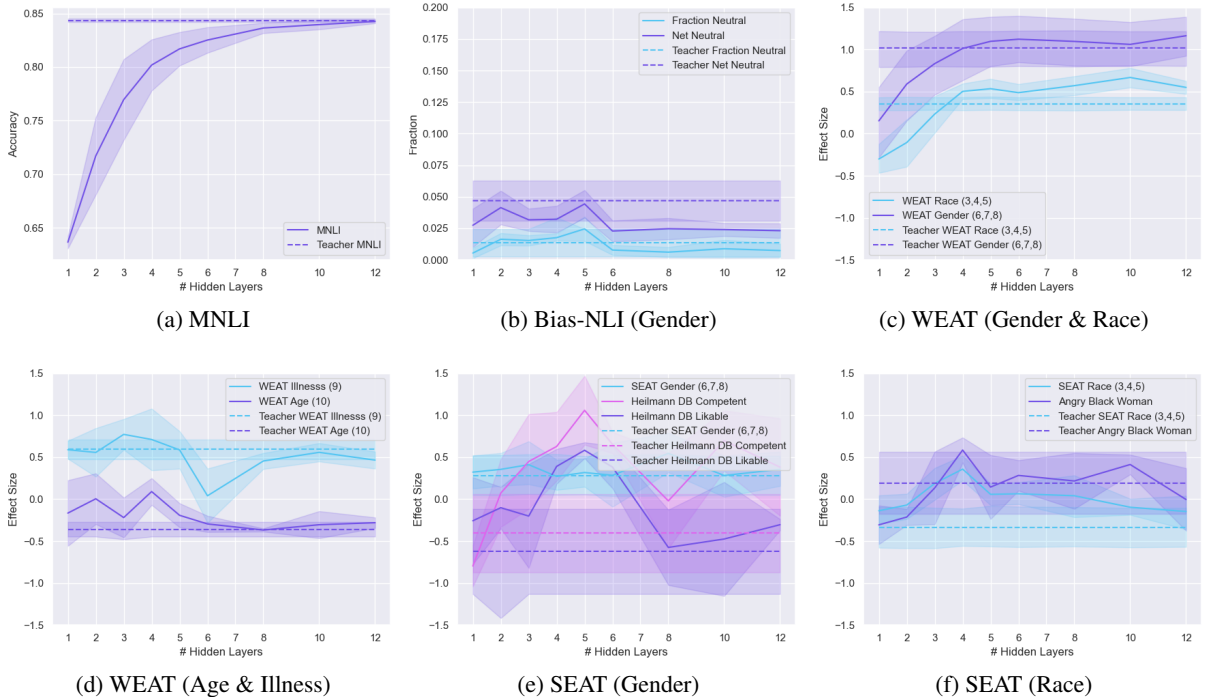 0.85
0.80
0.75
0.70
0.65
Accuracy
MNLI
Teacher MNLI
1 2 3 4 5 6 7 8 10 12
# Hidden Layers
(a) MNLI
0.200
0.175
0.150
0.125
0.100
0.075
0.050
0.025
0.000
Fraction
Fraction Neutral
Net Neutral
Teacher Fraction Neutral
Teacher Net Neutral
1 2 3 4 5 6 7 8 10 12
# Hidden Layers
(b) Bias-NLI (Gender)
1.5
1.0
0.5
0.0
−0.5
−1.0
−1.5
Effect Size
WEAT Race (3,4,5)
WEAT Gender (6,7,8)
Teacher WEAT Race (3,4,5)
Teacher WEAT Gender (6,7,8)
1 2 3 4 5 6 7 8 10 12
# Hidden Layers
(c) WEAT (Gender & Race)
1.5
1.0
0.5
0.0
−0.5
−1.0
−1.5
Effect Size
WEAT Illnesss (9)
WEAT Age (10)
Teacher WEAT Illnesss (9)
Teacher WEAT Age (10)
1 2 3 4 5 6 7 8 10 12
# Hidden Layers
(d) WEAT (Age & Illness)
1.5
1.0
0.5
0.0
−0.5
−1.0
−1.5
Effect Size
SEAT Gender (6,7,8)
Heilmann DB Competent
Heilmann DB Likable
Teacher SEAT Gender (6,7,8)
Teacher Heilmann DB Competent
Teacher Heilmann DB Likable
1 2 3 4 5 6 7 8 10 12
# Hidden Layers
(e) SEAT (Gender)
1.5
1.0
0.5
0.0
−0.5
−1.0
−1.5
Effect Size
SEAT Race (3,4,5)
Angry Black Woman
Teacher SEAT Race (3,4,5)
Teacher Angry Black Woman
1 2 3 4 5 6 7 8 10 12
# Hidden Layers
(f) SEAT (Race)